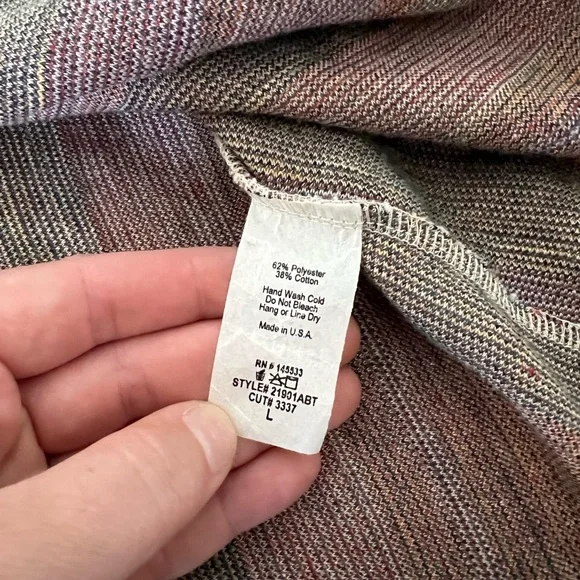 62% Polyester
38% Cotton
Hand Wash Cold
Do Not Bleach
Hang or Line Dry
Made in U.S.A.
RN # 145533
STYLE# 21901ABT
CUT# 3337
L